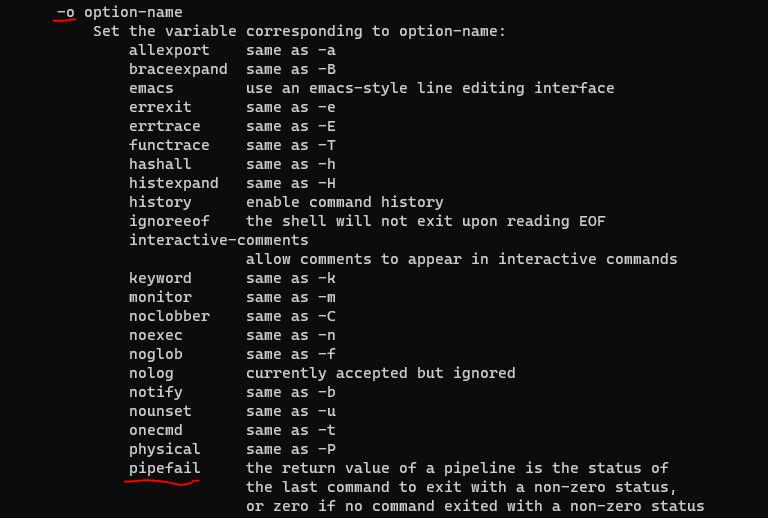 -o option-name
Set the variable corresponding to option-name:
allexport    same as -a
braceexpand  same as -B
emacs        use an emacs-style line editing interface
errexit      same as -e
errtrace     same as -E
functrace    same as -T
hashall      same as -h
histexpand   same as -H
history      enable command history
ignoreeof    the shell will not exit upon reading EOF
interactive-comments
allow comments to appear in interactive commands
keyword      same as -k
monitor      same as -m
noclobber    same as -C
noexec       same as -n
noglob       same as -f
nolog        currently accepted but ignored
notify       same as -b
nounset      same as -u
onecmd       same as -t
physical     same as -P
pipefail     the return value of a pipeline is the status of
the last command to exit with a non-zero status,
or zero if no command exited with a non-zero status